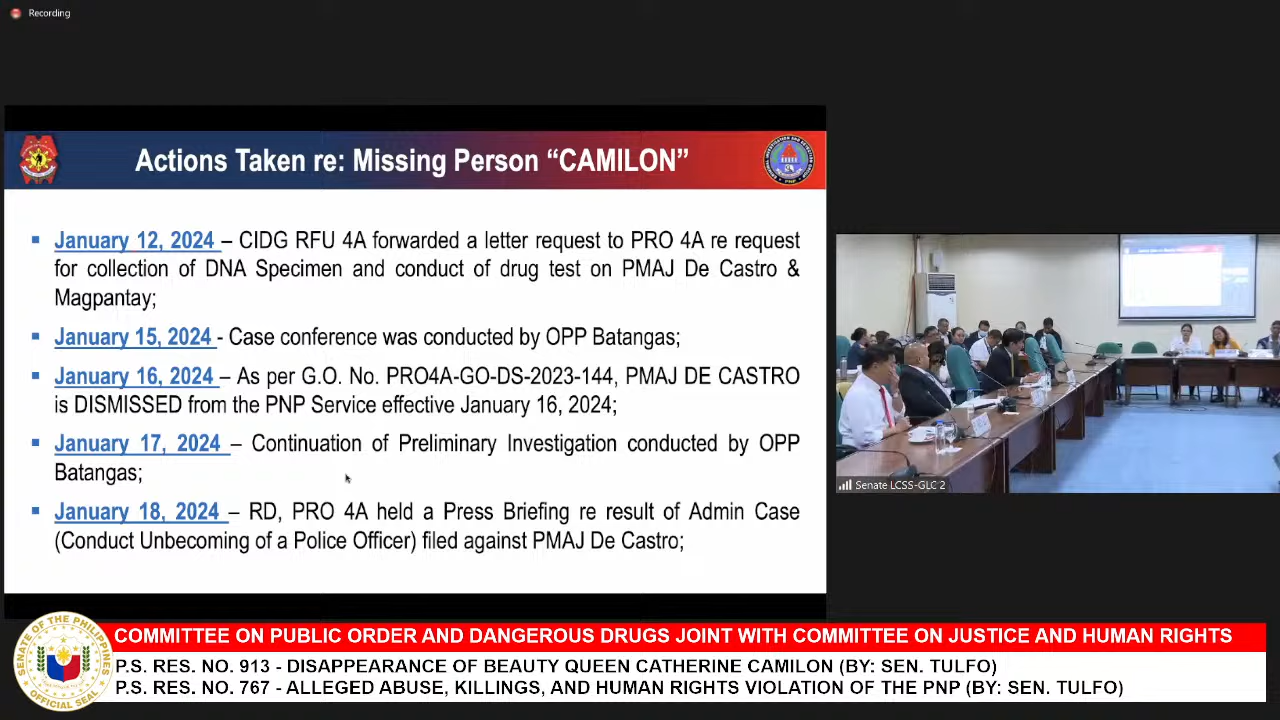 Recording
Actions Taken re: Missing Person “CAMILON”
▪ January 12, 2024 – CIDG RFU 4A forwarded a letter request to PRO 4A re request
for collection of DNA Specimen and conduct of drug test on PMAJ De Castro &
Magpantay;
▪ January 15, 2024 - Case conference was conducted by OPP Batangas;
▪ January 16, 2024 – As per G.O. No. PRO4A-GO-DS-2023-144, PMAJ DE CASTRO
is DISMISSED from the PNP Service effective January 16, 2024;
▪ January 17, 2024 – Continuation of Preliminary Investigation conducted by OPP
Batangas;
▪ January 18, 2024 – RD, PRO 4A held a Press Briefing re result of Admin Case
(Conduct Unbecoming of a Police Officer) filed against PMAJ De Castro;
Senate LCSS-GLC 2
SENATE OF THE PHILIPPINES
OFFICIAL SEAL
COMMITTEE ON PUBLIC ORDER AND DANGEROUS DRUGS JOINT WITH COMMITTEE ON JUSTICE AND HUMAN RIGHTS
P.S. RES. NO. 913 - DISAPPEARANCE OF BEAUTY QUEEN CATHERINE CAMILON (BY: SEN. TULFO)
P.S. RES. NO. 767 - ALLEGED ABUSE, KILLINGS, AND HUMAN RIGHTS VIOLATION OF THE PNP (BY: SEN. TULFO)